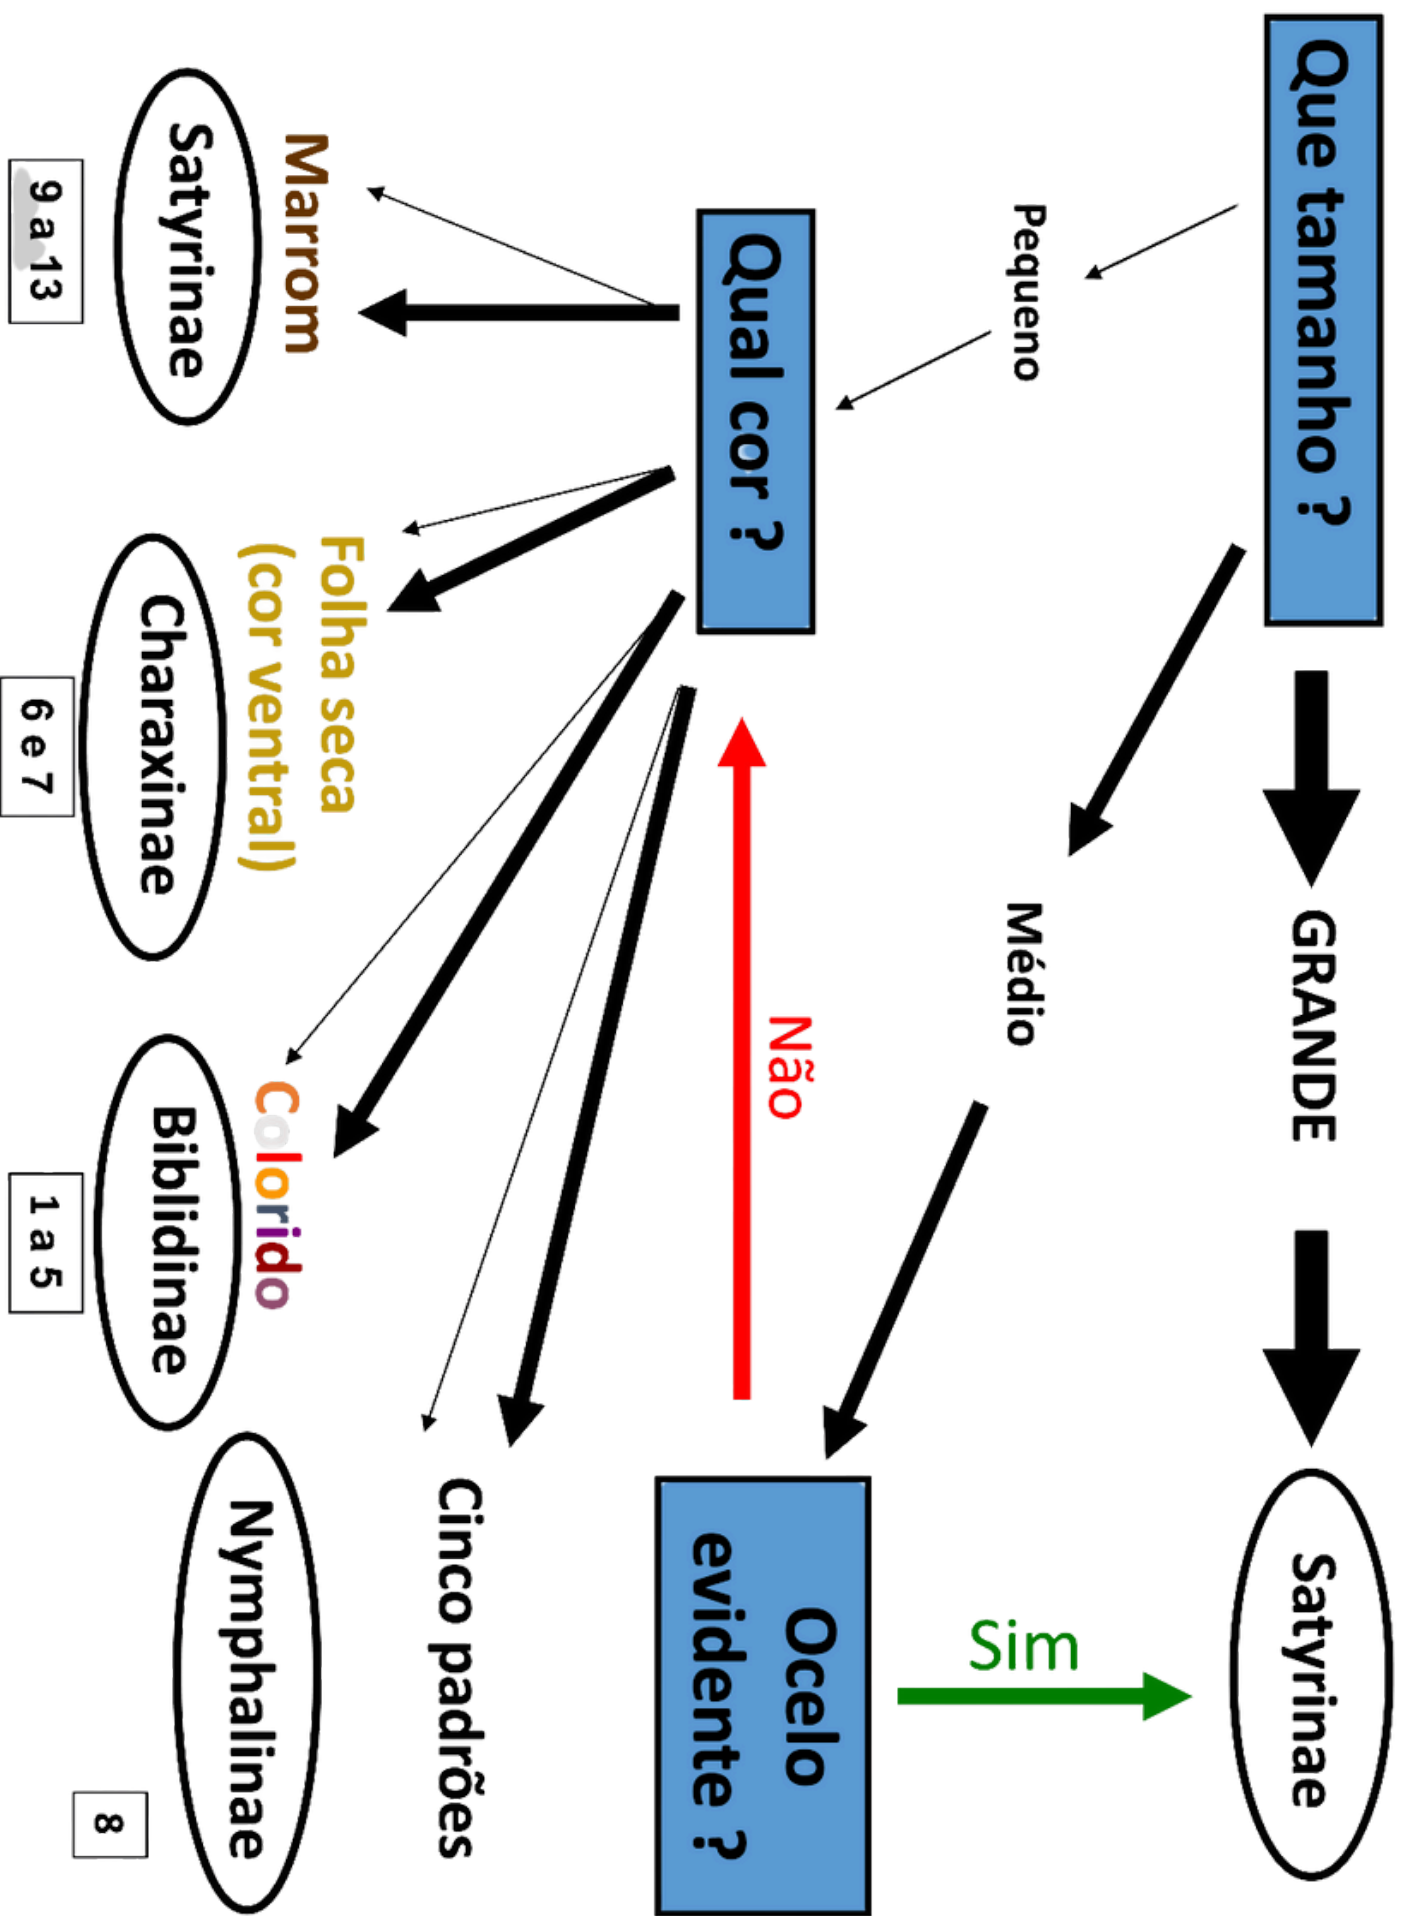 Que tamanho ?
GRANDE
Satyrinae
Pequeno
Médio
Sim
Qual cor ?
Não
Ocelo
evidente ?
Marrom
Folha seca
(cor ventral)
Colorido
Cinco padrões
Satyrinae
Charaxinae
Biblidinae
Nymphalinae
9 a 13
6 e 7
1 a 5
8